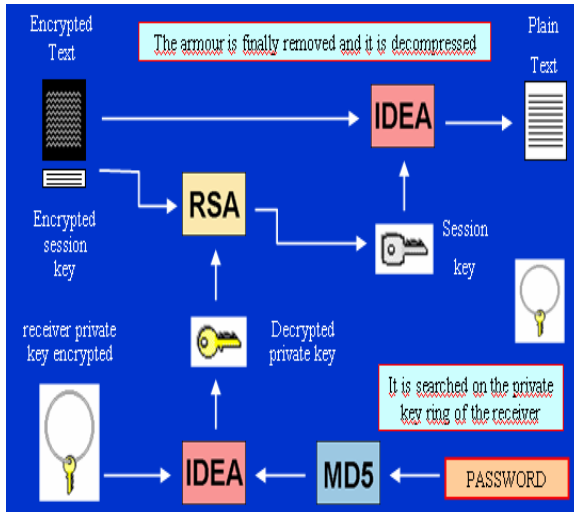 Encrypted
Text
The armour is finally removed and it is decompressed
Plain
Text
IDEA
RSA
Encrypted
session
key
Session
key
receiver private
key encrypted
Decrypted
private key
It is searched on the private
key ring of the receiver
IDEA
MD5
PASSWORD